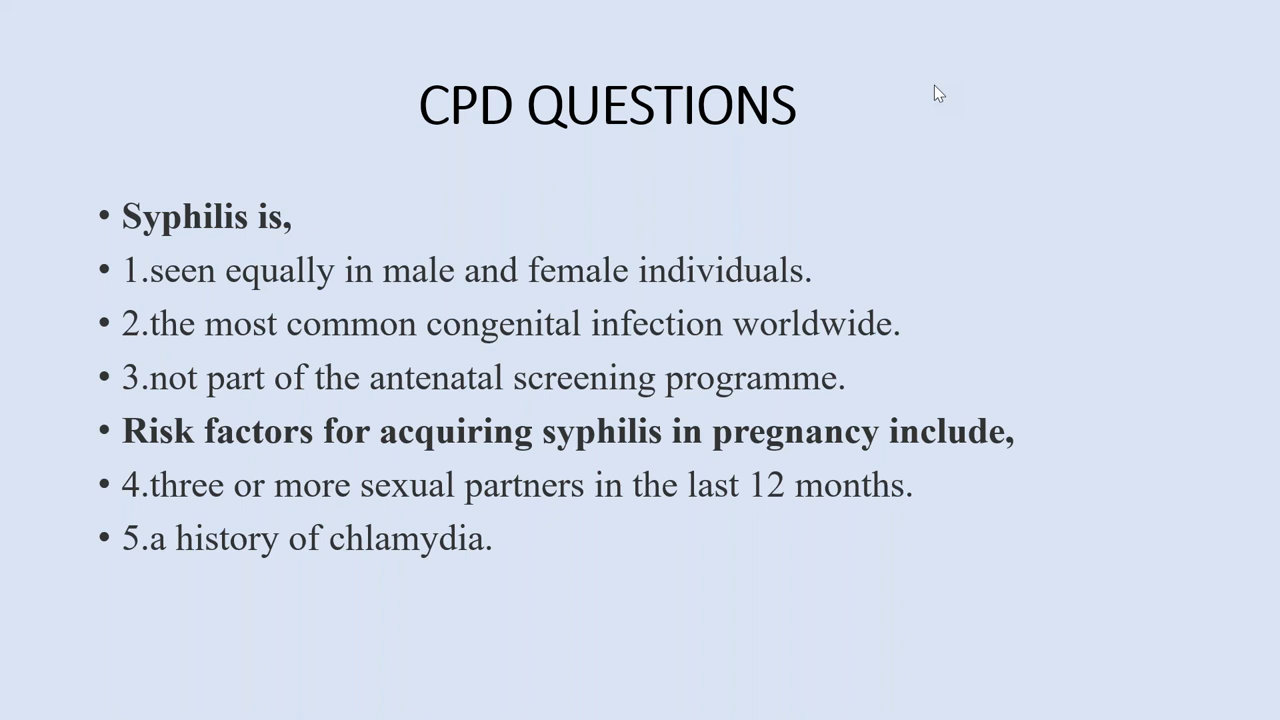 CPD QUESTIONS
• Syphilis is,
• 1.seen equally in male and female individuals.
• 2.the most common congenital infection worldwide.
• 3.not part of the antenatal screening programme.
• Risk factors for acquiring syphilis in pregnancy include,
• 4.three or more sexual partners in the last 12 months.
• 5.a history of chlamydia.